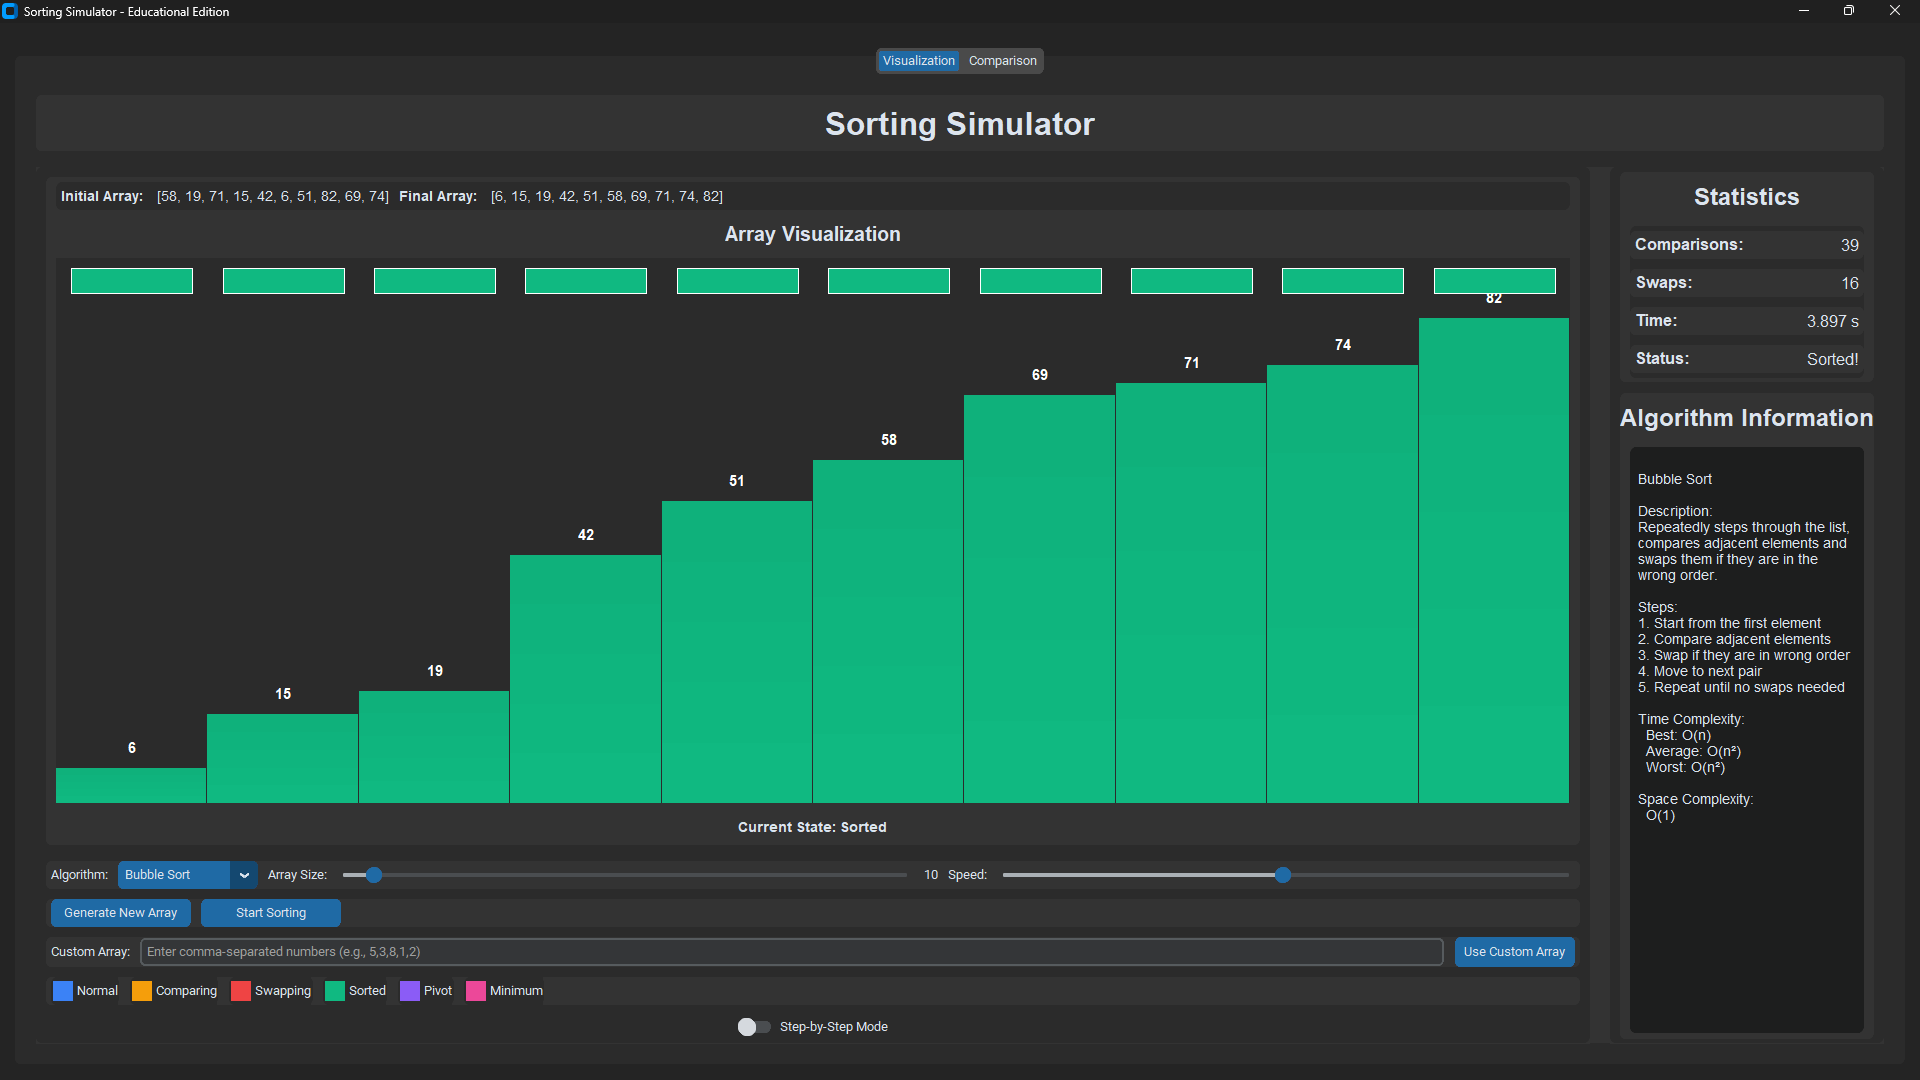 Sorting Simulator - Educational Edition
Visualization Comparison
Sorting Simulator
Initial Array: [58, 19, 71, 15, 42, 6, 51, 82, 69, 74] Final Array: [6, 15, 19, 42, 51, 58, 69, 71, 74, 82]
Array Visualization
82
74
71
69
58
51
42
19
15
6
Current State: Sorted
Algorithm: Bubble Sort Array Size: 10 Speed:
Generate New Array Start Sorting
Custom Array: Enter comma-separated numbers (e.g., 5,3,8,1,2) Use Custom Array
Normal Comparing Swapping Sorted Pivot Minimum
Step-by-Step Mode
Statistics
Comparisons: 39
Swaps: 16
Time: 3.897 s
Status: Sorted!
Algorithm Information
Bubble Sort
Description:
Repeatedly steps through the list,
compares adjacent elements and
swaps them if they are in the
wrong order.
Steps:
1. Start from the first element
2. Compare adjacent elements
3. Swap if they are in wrong order
4. Move to next pair
5. Repeat until no swaps needed
Time Complexity:
Best: O(n)
Average: O(n²)
Worst: O(n²)
Space Complexity:
O(1)